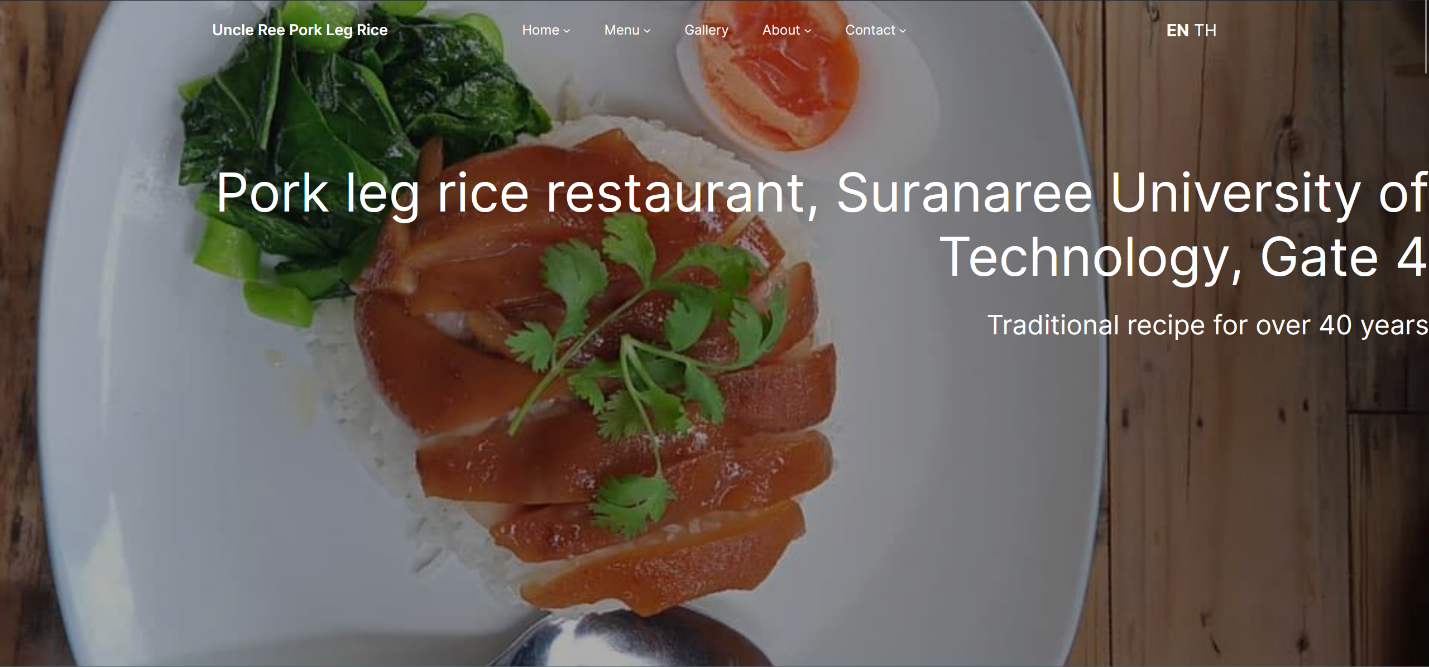 Uncle Ree Pork Leg Rice Home Menu Gallery About Contact EN TH
Pork leg rice restaurant, Suranaree University of
Technology, Gate 4
Traditional recipe for over 40 years